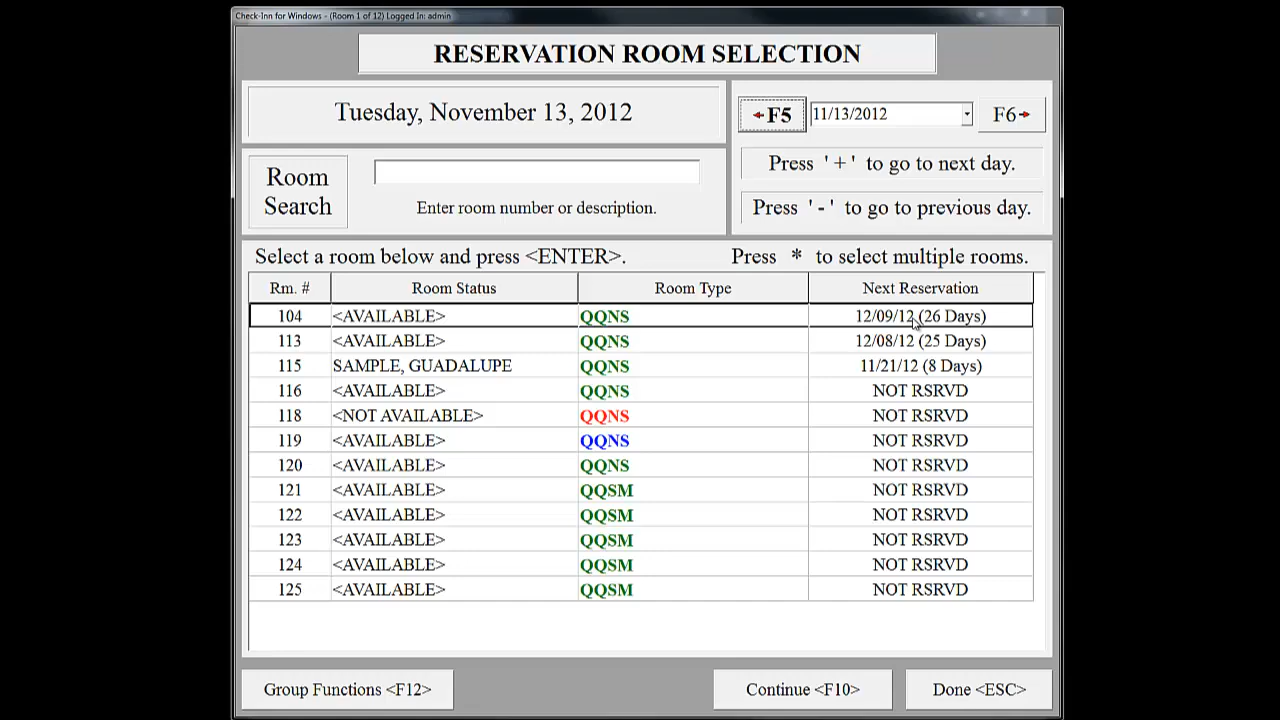 Check-Inn for Windows - (Room 1 of 12) Logged In: admin
RESERVATION ROOM SELECTION
Tuesday, November 13, 2012
F5 11/13/2012 F6
Press '+' to go to next day.
Room Search
Enter room number or description.
Press '-' to go to previous day.
Select a room below and press <ENTER>. Press * to select multiple rooms.
Rm. # Room Status Room Type Next Reservation
104 <AVAILABLE> QQNS 12/09/12 (26 Days)
113 <AVAILABLE> QQNS 12/08/12 (25 Days)
115 SAMPLE, GUADALUPE QQNS 11/21/12 (8 Days)
116 <AVAILABLE> QQNS NOT RSRVD
118 <NOT AVAILABLE> QQNS NOT RSRVD
119 <AVAILABLE> QQNS NOT RSRVD
120 <AVAILABLE> QQNS NOT RSRVD
121 <AVAILABLE> QQSM NOT RSRVD
122 <AVAILABLE> QQSM NOT RSRVD
123 <AVAILABLE> QQSM NOT RSRVD
124 <AVAILABLE> QQSM NOT RSRVD
125 <AVAILABLE> QQSM NOT RSRVD
Group Functions <F12> Continue <F10> Done <ESC>